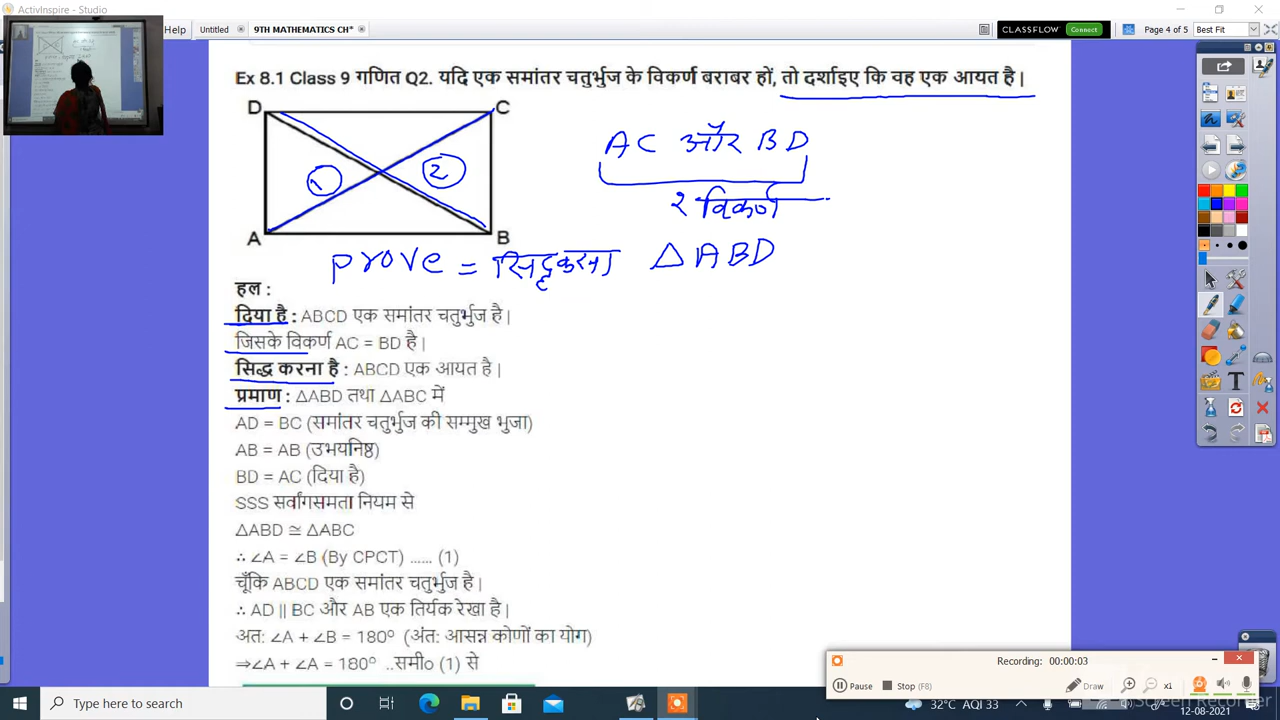 ActivInspire - Studio
Help
Untitled
9TH MATHEMATICS CH*
CLASSFLOW
Connect
Page 4 of 5
Best Fit
Ex 8.1 Class 9 गणित Q2. यदि एक समांतर चतुर्भुज के विकर्ण बराबर हों, तो दर्शाइए कि वह एक आयत है |
D
C
A
B
1
2
AC और BD
२ विकर्ण
prove = सिद्ध करना △ ABD
हल :
दिया है : ABCD एक समांतर चतुर्भुज है |
जिसके विकर्ण AC = BD है |
सिद्ध करना है : ABCD एक आयत है |
प्रमाण : △ABD तथा △ABC में
AD = BC (समांतर चतुर्भुज की सम्मुख भुजा)
AB = AB (उभयनिष्ठ)
BD = AC (दिया है)
SSS सर्वांगसमता नियम से
△ABD ≅ △ABC
∴ ∠A = ∠B (By CPCT) ...... (1)
चूँकि ABCD एक समांतर चतुर्भुज है |
∴ AD || BC और AB एक तिर्यक रेखा है |
अत: ∠A + ∠B = 180° (अंत: आसन्न कोणों का योग)
⇒∠A + ∠A = 180° ..समी० (1) से
Recording: 00:00:03
Pause
Stop (F8)
Draw
x1
Type here to search
32°C AQI 33
12-08-2021